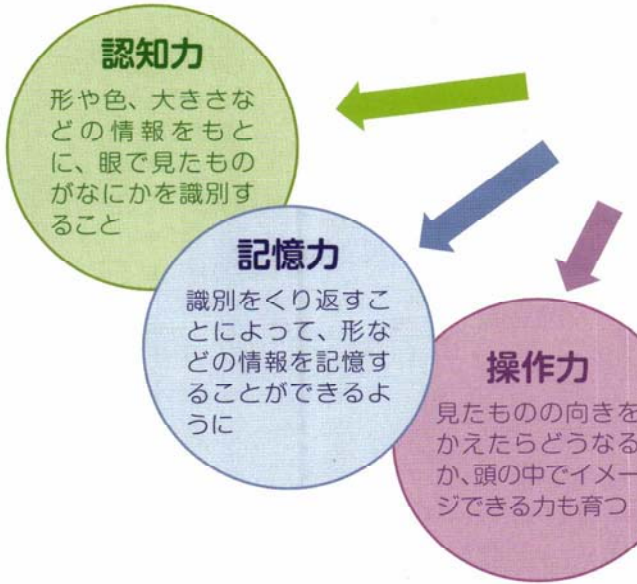 認知力
形や色、大きさな
どの情報をもと
に、眼で見たもの
がなにかを識別す
ること
記憶力
識別をくり返すこ
とによって、形な
どの情報を記憶す
ることができるよ
うに
操作力
見たものの向きを
かえたらどうなる
か、頭の中でイメー
ジできる力も育つ